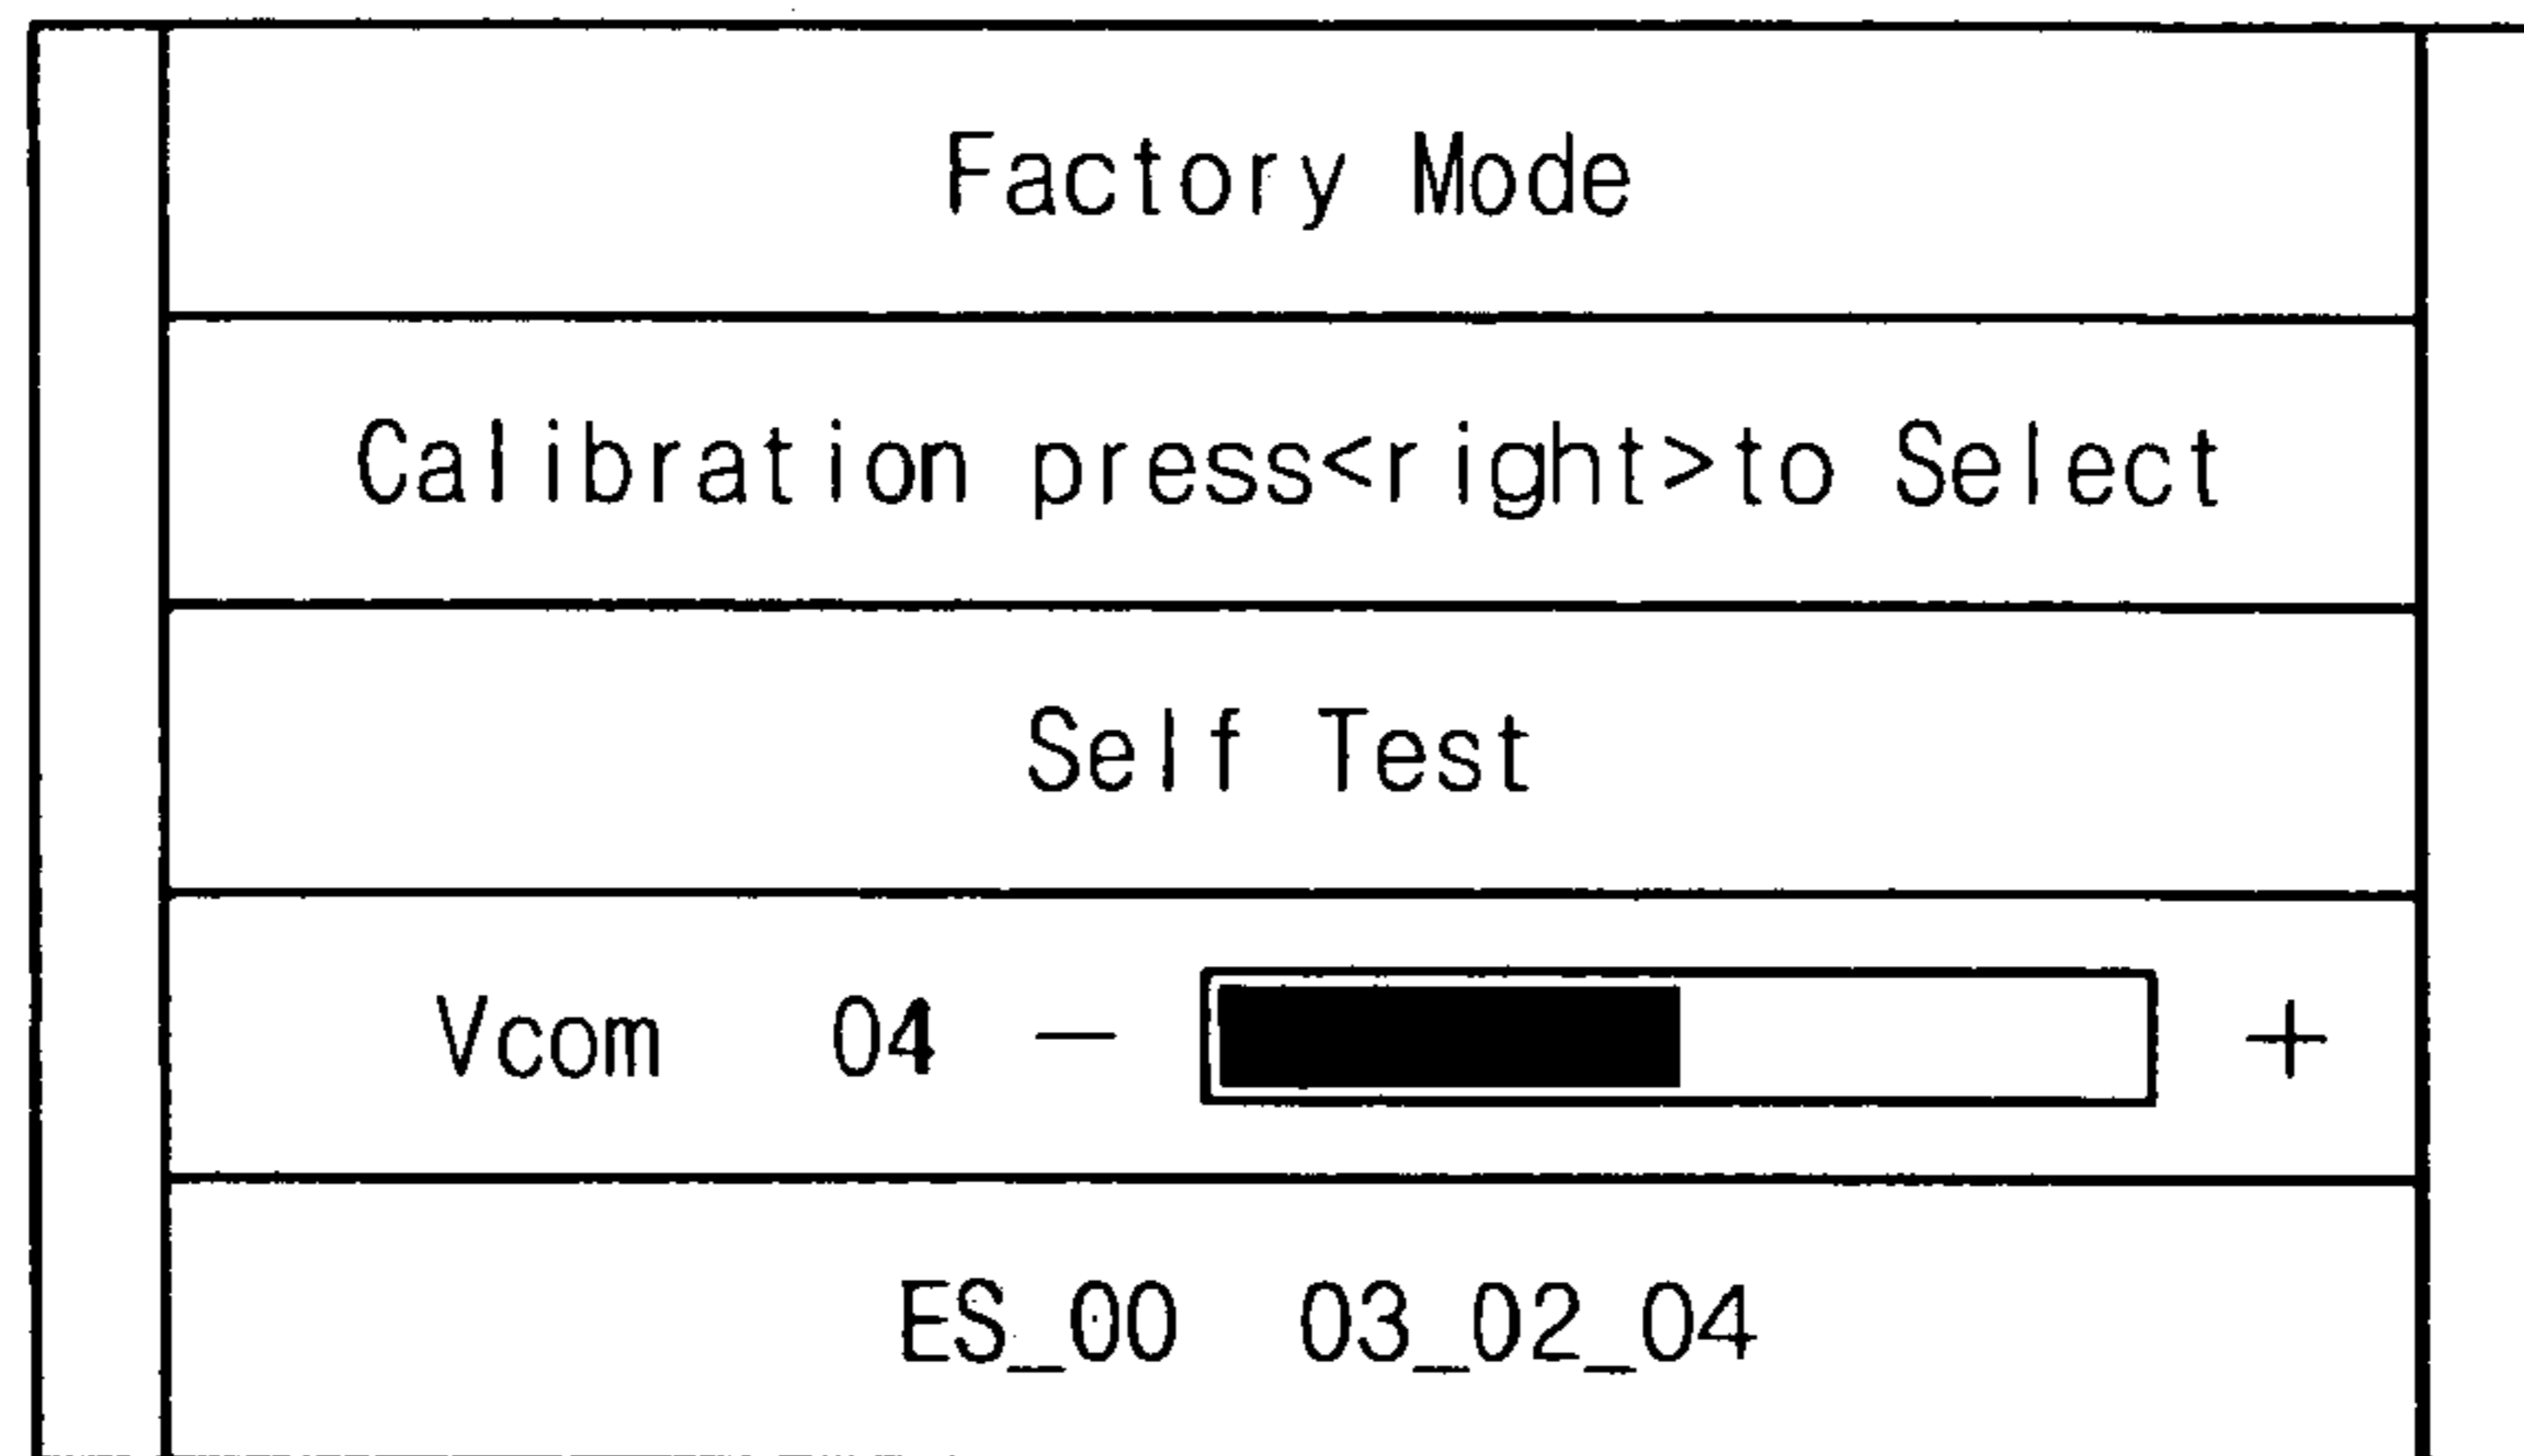 Factory Mode
Calibration press<right>to Select
Self Test
Vcom 04 - +
ES_00 03_02_04